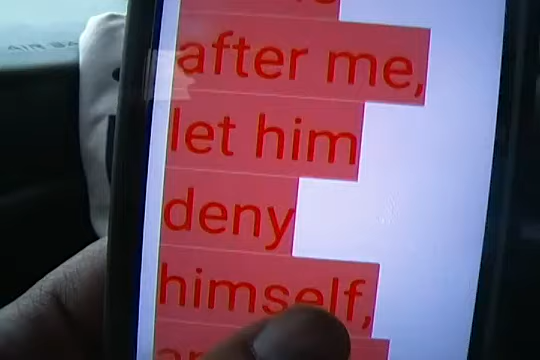 after me,
let him
deny
himself,